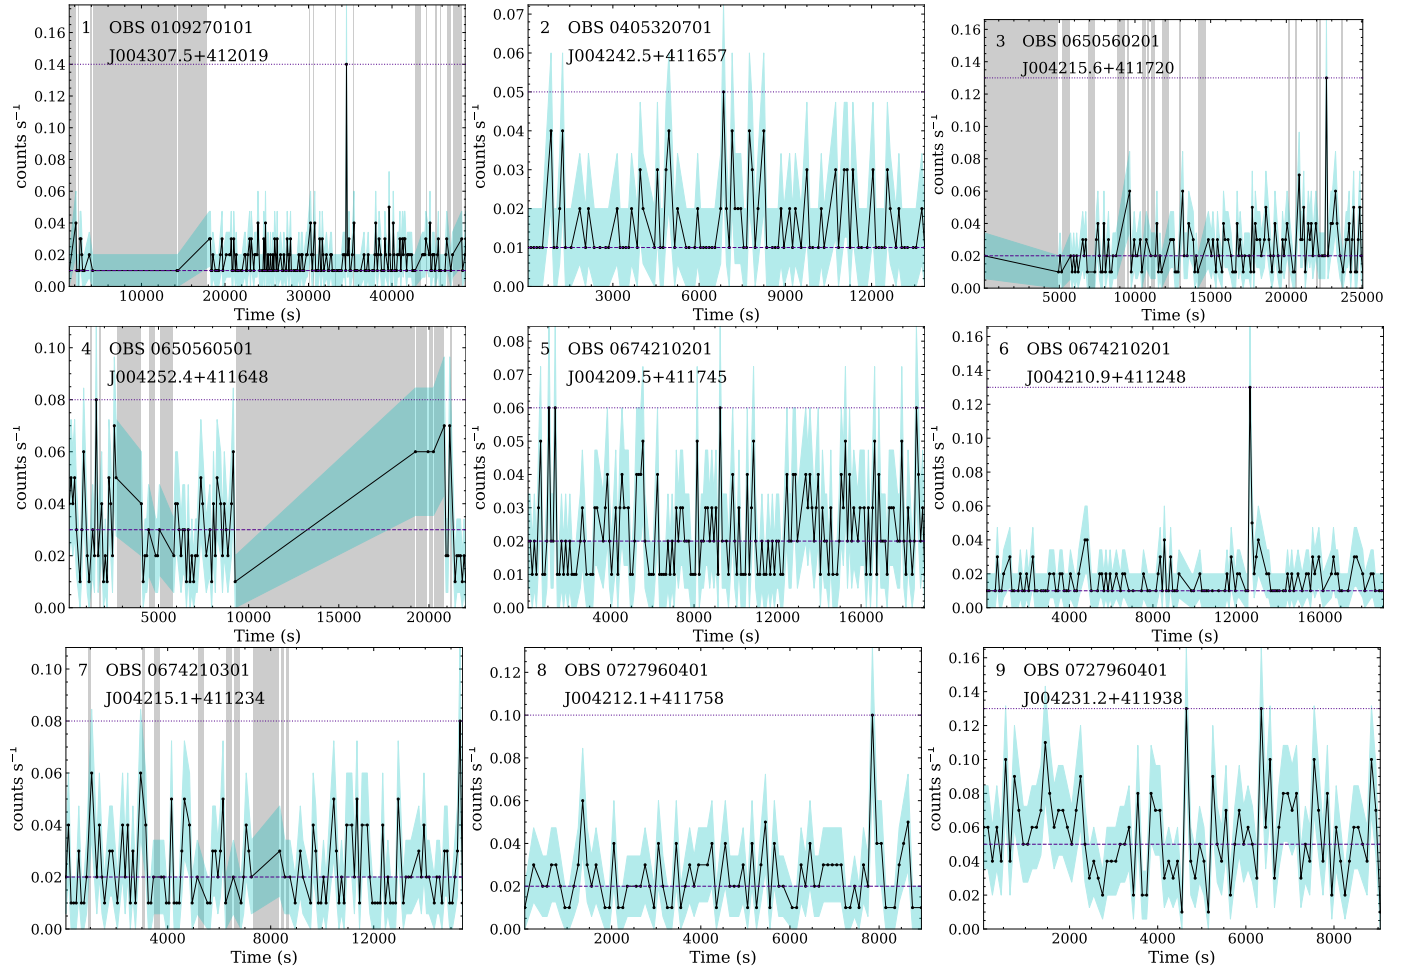 1 OBS 0109270101
J004307.5+412019
0.16
0.14
0.12
0.10
0.08
0.06
0.04
0.02
0.00
counts s⁻¹
10000 20000 30000 40000
Time (s)
2 OBS 0405320701
J004242.5+411657
0.07
0.06
0.05
0.04
0.03
0.02
0.01
0.00
counts s⁻¹
3000 6000 9000 12000
Time (s)
3 OBS 0650560201
J004215.6+411720
0.16
0.14
0.12
0.10
0.08
0.06
0.04
0.02
0.00
counts s⁻¹
5000 10000 15000 20000 25000
Time (s)
4 OBS 0650560501
J004252.4+411648
0.10
0.08
0.06
0.04
0.02
0.00
counts s⁻¹
5000 10000 15000 20000
Time (s)
5 OBS 0674210201
J004209.5+411745
0.08
0.07
0.06
0.05
0.04
0.03
0.02
0.01
0.00
counts s⁻¹
4000 8000 12000 16000
Time (s)
6 OBS 0674210201
J004210.9+411248
0.16
0.14
0.12
0.10
0.08
0.06
0.04
0.02
0.00
counts s⁻¹
4000 8000 12000 16000
Time (s)
7 OBS 0674210301
J004215.1+411234
0.10
0.08
0.06
0.04
0.02
0.00
counts s⁻¹
4000 8000 12000
Time (s)
8 OBS 0727960401
J004212.1+411758
0.12
0.10
0.08
0.06
0.04
0.02
0.00
counts s⁻¹
2000 4000 6000 8000
Time (s)
9 OBS 0727960401
J004231.2+411938
0.16
0.14
0.12
0.10
0.08
0.06
0.04
0.02
0.00
counts s⁻¹
2000 4000 6000 8000
Time (s)